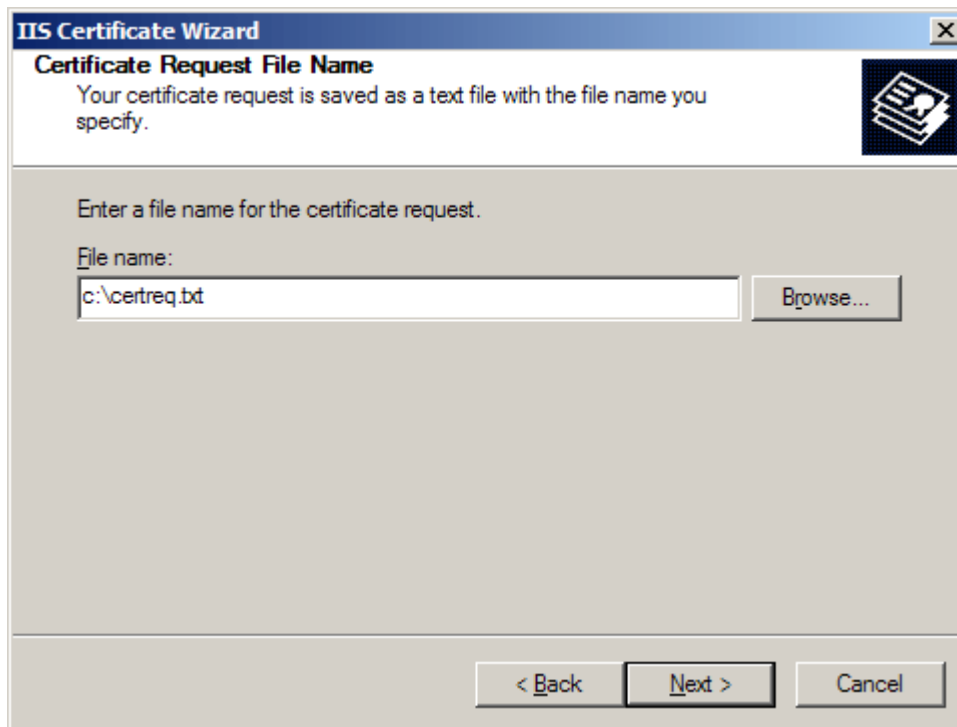 IIS Certificate Wizard
Certificate Request File Name
Your certificate request is saved as a text file with the file name you
specify.
Enter a file name for the certificate request.
File name:
c:\certreq.txt
Browse...
< Back
Next >
Cancel